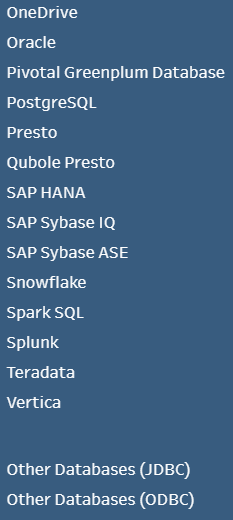 OneDrive
Oracle
Pivotal Greenplum Database
PostgreSQL
Presto
Qubole Presto
SAP HANA
SAP Sybase IQ
SAP Sybase ASE
Snowflake
Spark SQL
Splunk
Teradata
Vertica
Other Databases (JDBC)
Other Databases (ODBC)